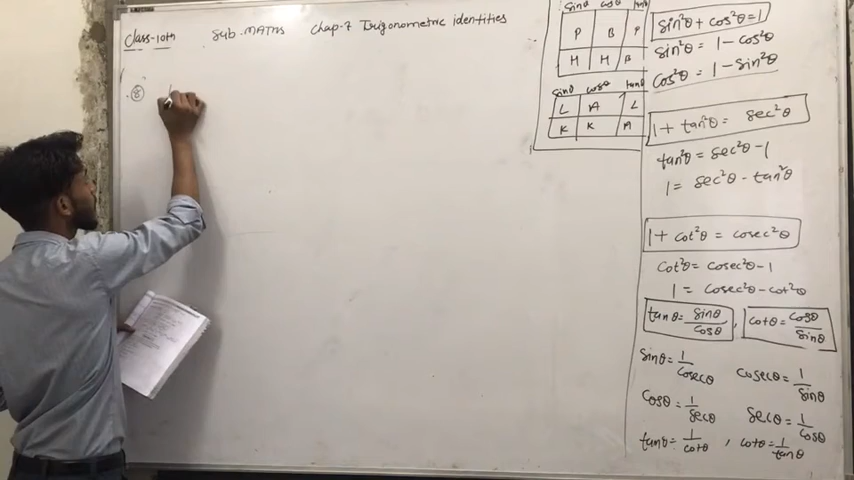 Class-10th Sub-MATHS Chap-7 Trigonometric identities
(8)
sinθ cosθ tanθ
P B P
H H B
sinθ cosθ tanθ
L A L
K K A
sin²θ + cos²θ = 1
sin²θ = 1 - cos²θ
cos²θ = 1 - sin²θ
1 + tan²θ = sec²θ
tan²θ = sec²θ - 1
1 = sec²θ - tan²θ
1 + cot²θ = cosec²θ
cot²θ = cosec²θ - 1
1 = cosec²θ - cot²θ
tanθ = sinθ/cosθ , cotθ = cosθ/sinθ
sinθ = 1/cosecθ cosecθ = 1/sinθ
cosθ = 1/secθ secθ = 1/cosθ
tanθ = 1/cotθ , cotθ = 1/tanθ